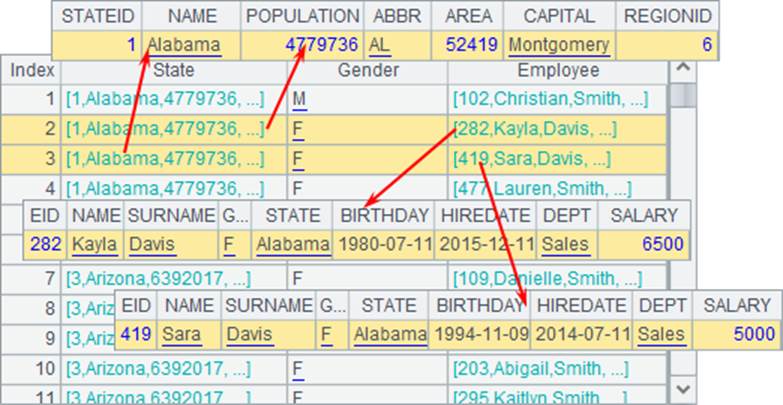 STATEID NAME POPULATION ABBR AREA CAPITAL REGIONID
1 Alabama 4779736 AL 52419 Montgomery 6
Index State Gender Employee
1 [1,Alabama,4779736, ...] M [102,Christian,Smith, ...]
2 [1,Alabama,4779736, ...] F [282,Kayla,Davis, ...]
3 [1,Alabama,4779736, ...] F [419,Sara,Davis, ...]
4 [1,Alabama,4779736, ...] F [477,Lauren,Smith, ...]
EID NAME SURNAME G... STATE BIRTHDAY HIREDATE DEPT SALARY
282 Kayla Davis F Alabama 1980-07-11 2015-12-11 Sales 6500
7 [3,Arizona,6392017, ...] F [109,Danielle,Smith, ...]
EID NAME SURNAME G... STATE BIRTHDAY HIREDATE DEPT SALARY
8 [3,Ariz
419 Sara Davis F Alabama 1994-11-09 2014-07-11 Sales 5000
9 [3,Ariz
10 [3,Arizona,6392017, ...] F [203,Abigail,Smith, ...]
11 [3,Arizona,6392017, ...] F [295,Kaitlyn,Smith, ...]